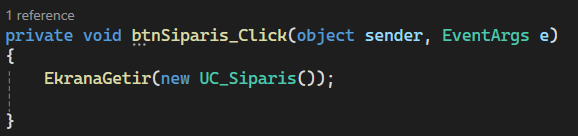 1 reference
private void btnSiparis_Click(object sender, EventArgs e)
{
EkranaGetir(new UC_Siparis());
}